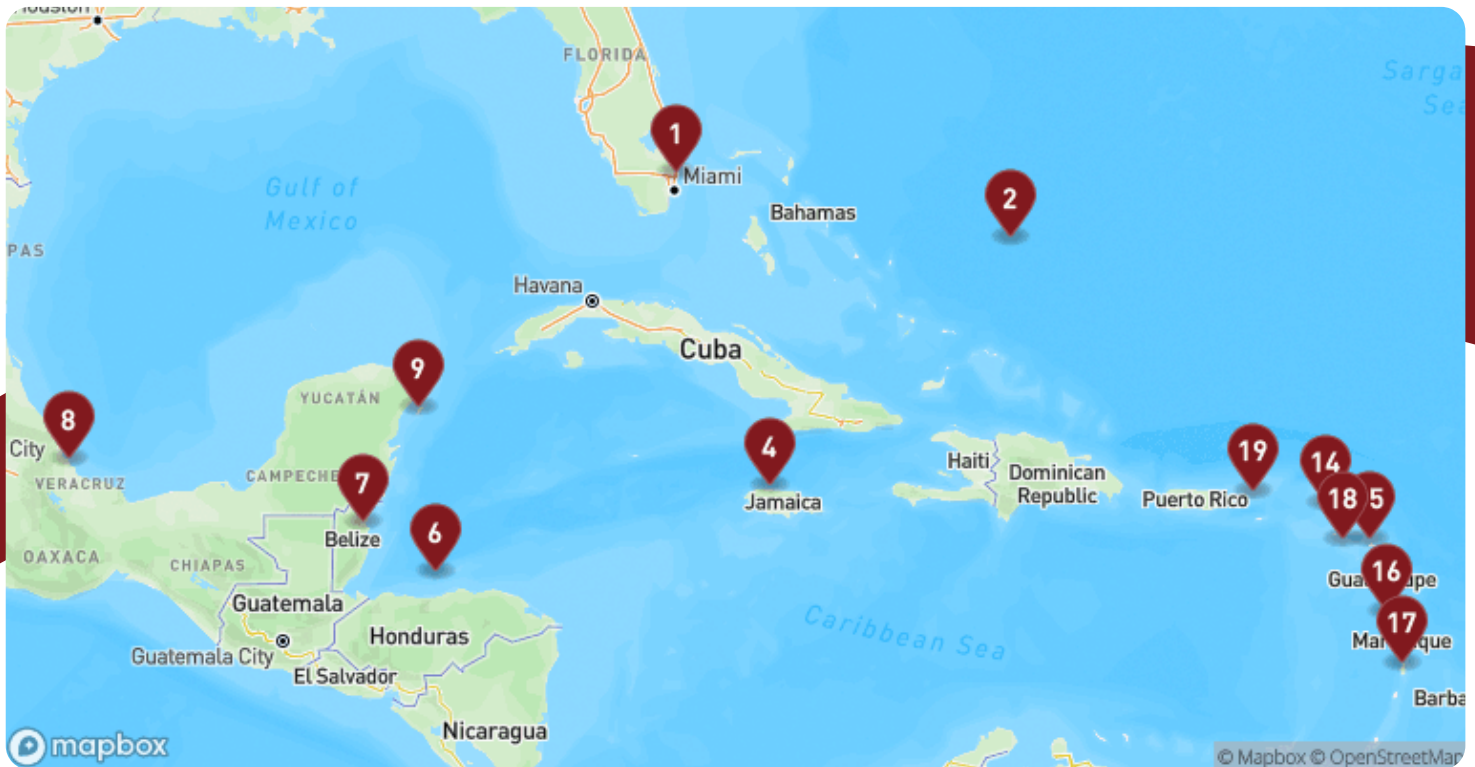 Houston
FLORIDA
Sarga
Sea
1
Miami
Gulf of
Mexico
2
Bahamas
PAS
Havana
Cuba
9
YUCATÁN
8
City
VERACRUZ
CAMPECHE
7
4
Jamaica
Haiti
Dominican
Republic
19
Puerto Rico
14
18
5
6
Belize
OAXACA
CHIAPAS
Guatemala
Guatemala City
Honduras
El Salvador
Nicaragua
Caribbean Sea
16
17
Barba
mapbox
© Mapbox © OpenStreetMap